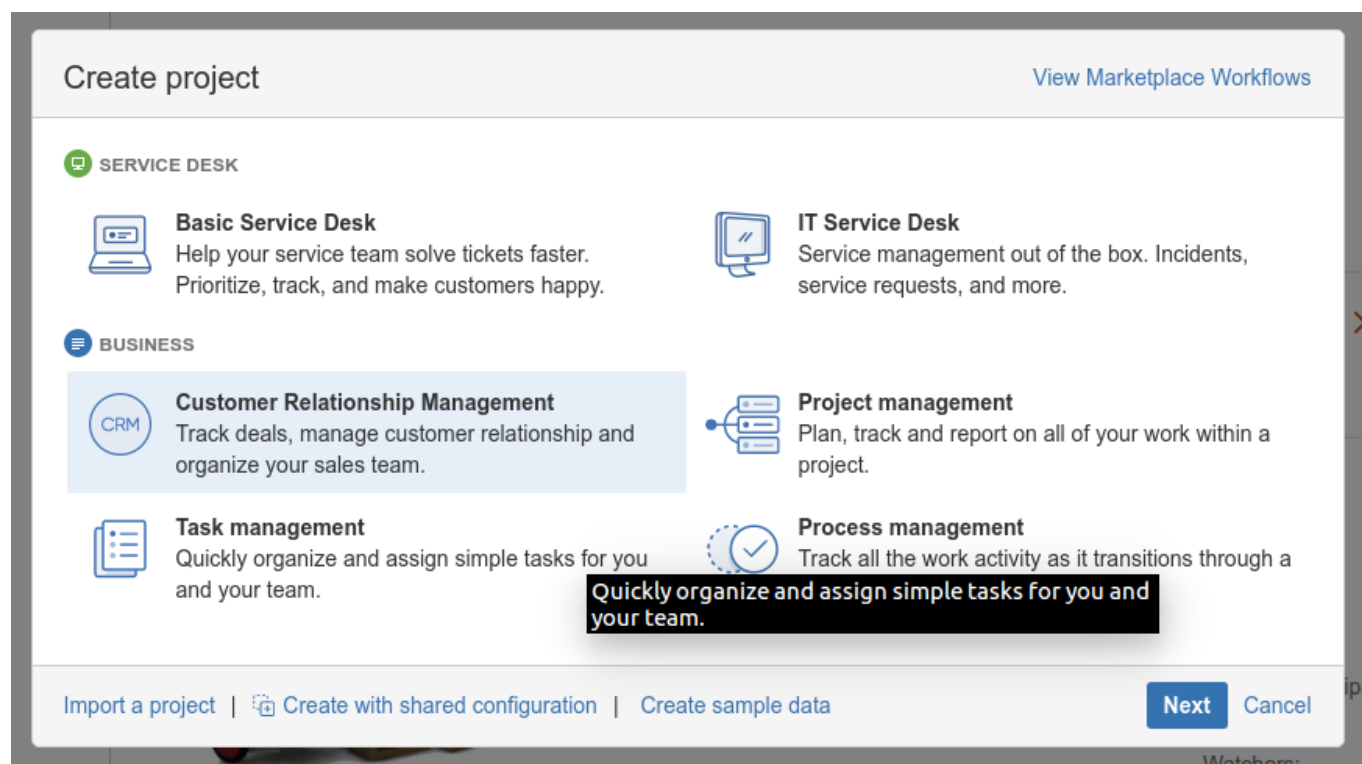 Create project
View Marketplace Workflows
SERVICE DESK
Basic Service Desk
Help your service team solve tickets faster.
Prioritize, track, and make customers happy.
IT Service Desk
Service management out of the box. Incidents,
service requests, and more.
BUSINESS
CRM
Customer Relationship Management
Track deals, manage customer relationship and
organize your sales team.
Project management
Plan, track and report on all of your work within a
project.
Task management
Quickly organize and assign simple tasks for you
and your team.
Process management
Track all the work activity as it transitions through a
Quickly organize and assign simple tasks for you and
your team.
Import a project | Create with shared configuration | Create sample data
Next Cancel